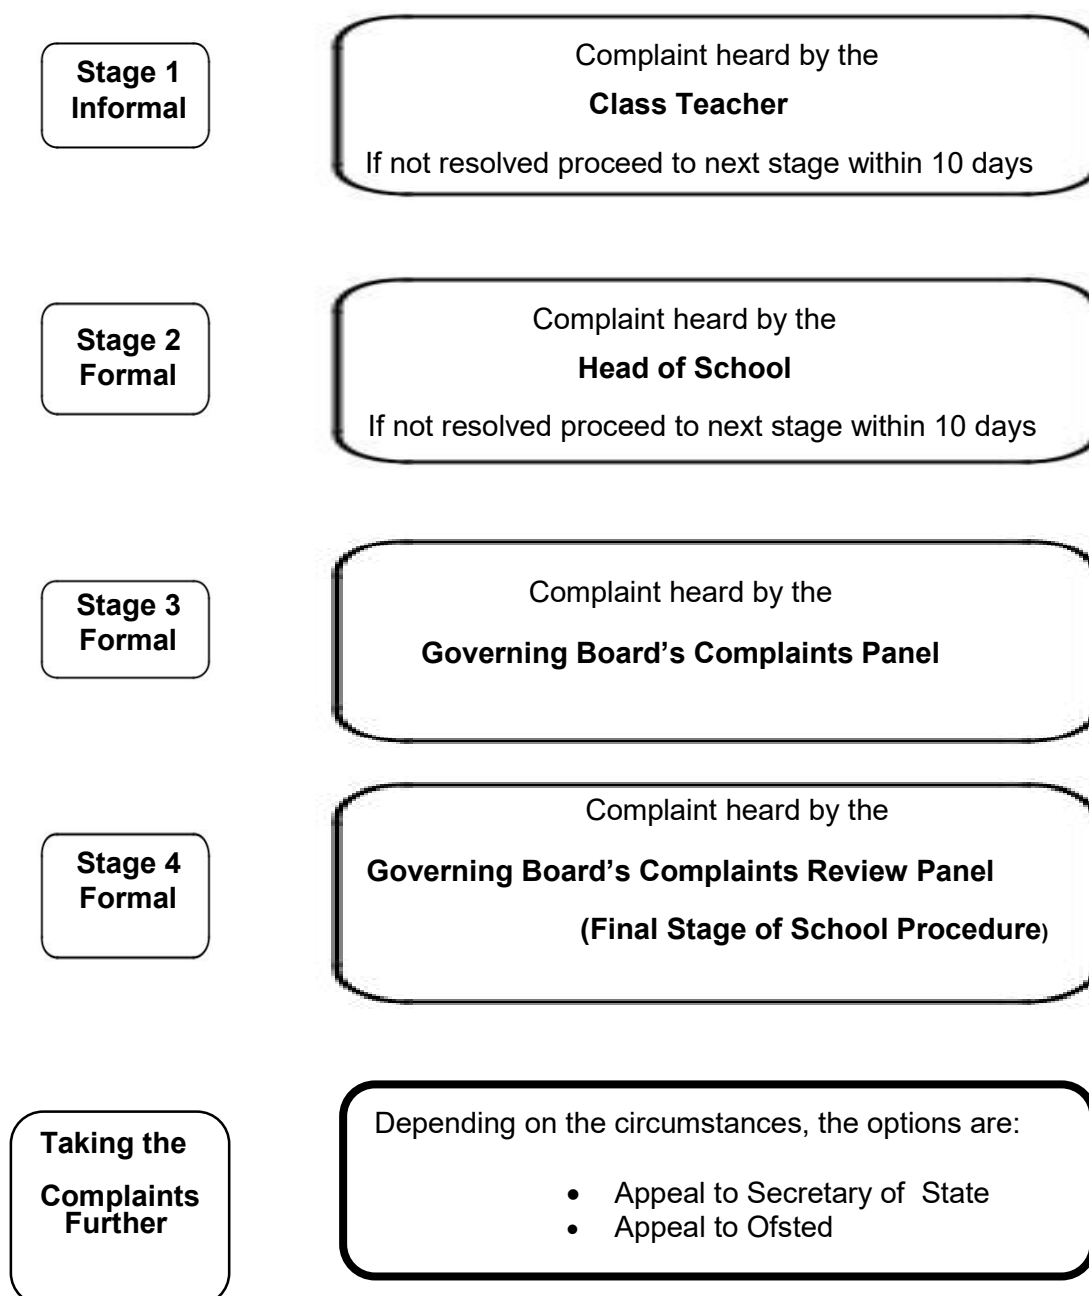 Stage 1
Informal
Complaint heard by the
Class Teacher
If not resolved proceed to next stage within 10 days
Stage 2
Formal
Complaint heard by the
Head of School
If not resolved proceed to next stage within 10 days
Stage 3
Formal
Complaint heard by the
Governing Board’s Complaints Panel
Stage 4
Formal
Complaint heard by the
Governing Board’s Complaints Review Panel
(Final Stage of School Procedure)
Taking the
Complaints
Further
Depending on the circumstances, the options are:
• Appeal to Secretary of State
• Appeal to Ofsted